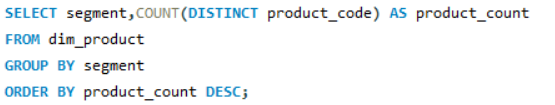 SELECT segment,COUNT(DISTINCT product_code) AS product_count
FROM dim_product
GROUP BY segment
ORDER BY product_count DESC;